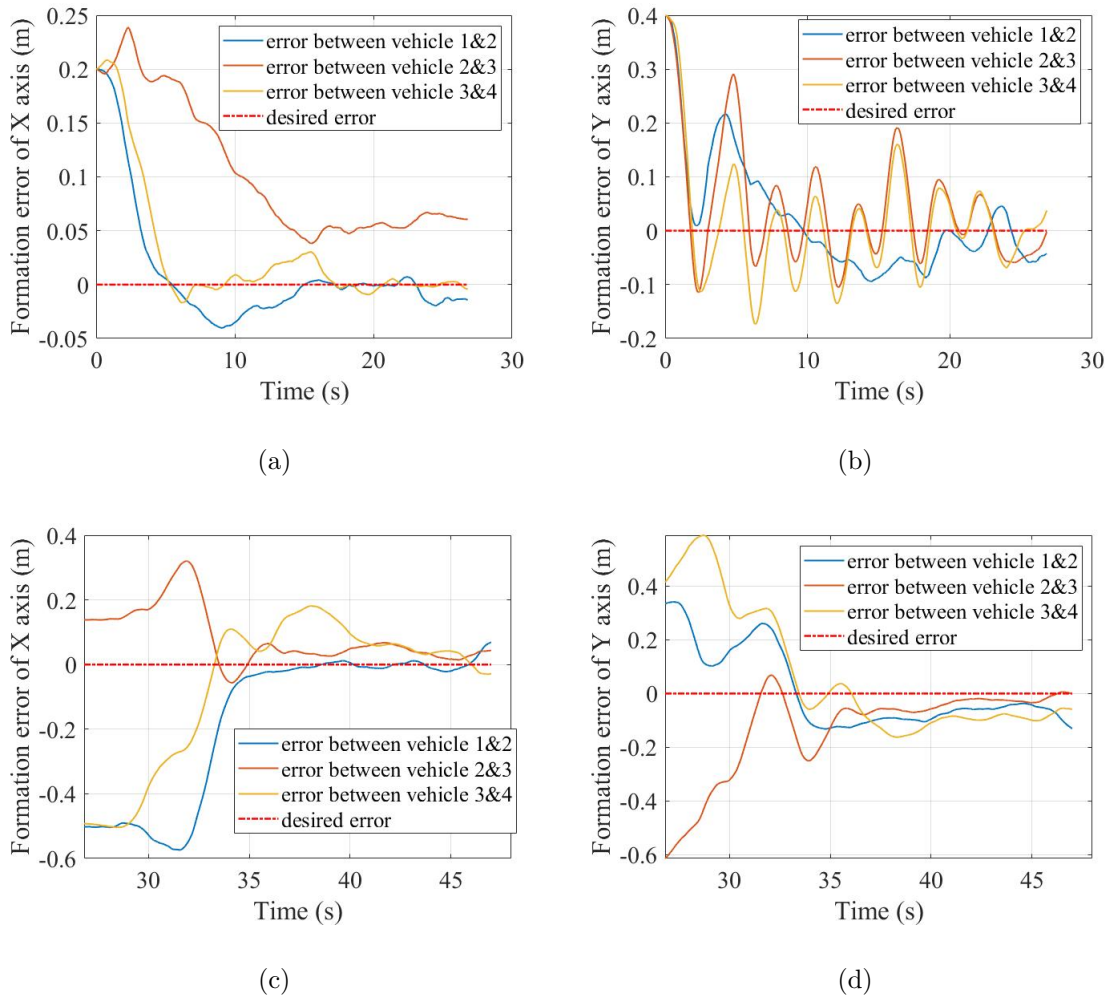 Formation error of X axis (m)
0.25
0.2
0.15
0.1
0.05
0
-0.05
0
10
20
30
Time (s)
error between vehicle 1&2
error between vehicle 2&3
error between vehicle 3&4
desired error
(a)
Formation error of Y axis (m)
0.4
0.3
0.2
0.1
0
-0.1
-0.2
0
10
20
30
Time (s)
error between vehicle 1&2
error between vehicle 2&3
error between vehicle 3&4
desired error
(b)
Formation error of X axis (m)
0.4
0.2
0
-0.2
-0.4
-0.6
30
35
40
45
Time (s)
error between vehicle 1&2
error between vehicle 2&3
error between vehicle 3&4
desired error
(c)
Formation error of Y axis (m)
0.4
0.2
0
-0.2
-0.4
-0.6
30
35
40
45
Time (s)
error between vehicle 1&2
error between vehicle 2&3
error between vehicle 3&4
desired error
(d)